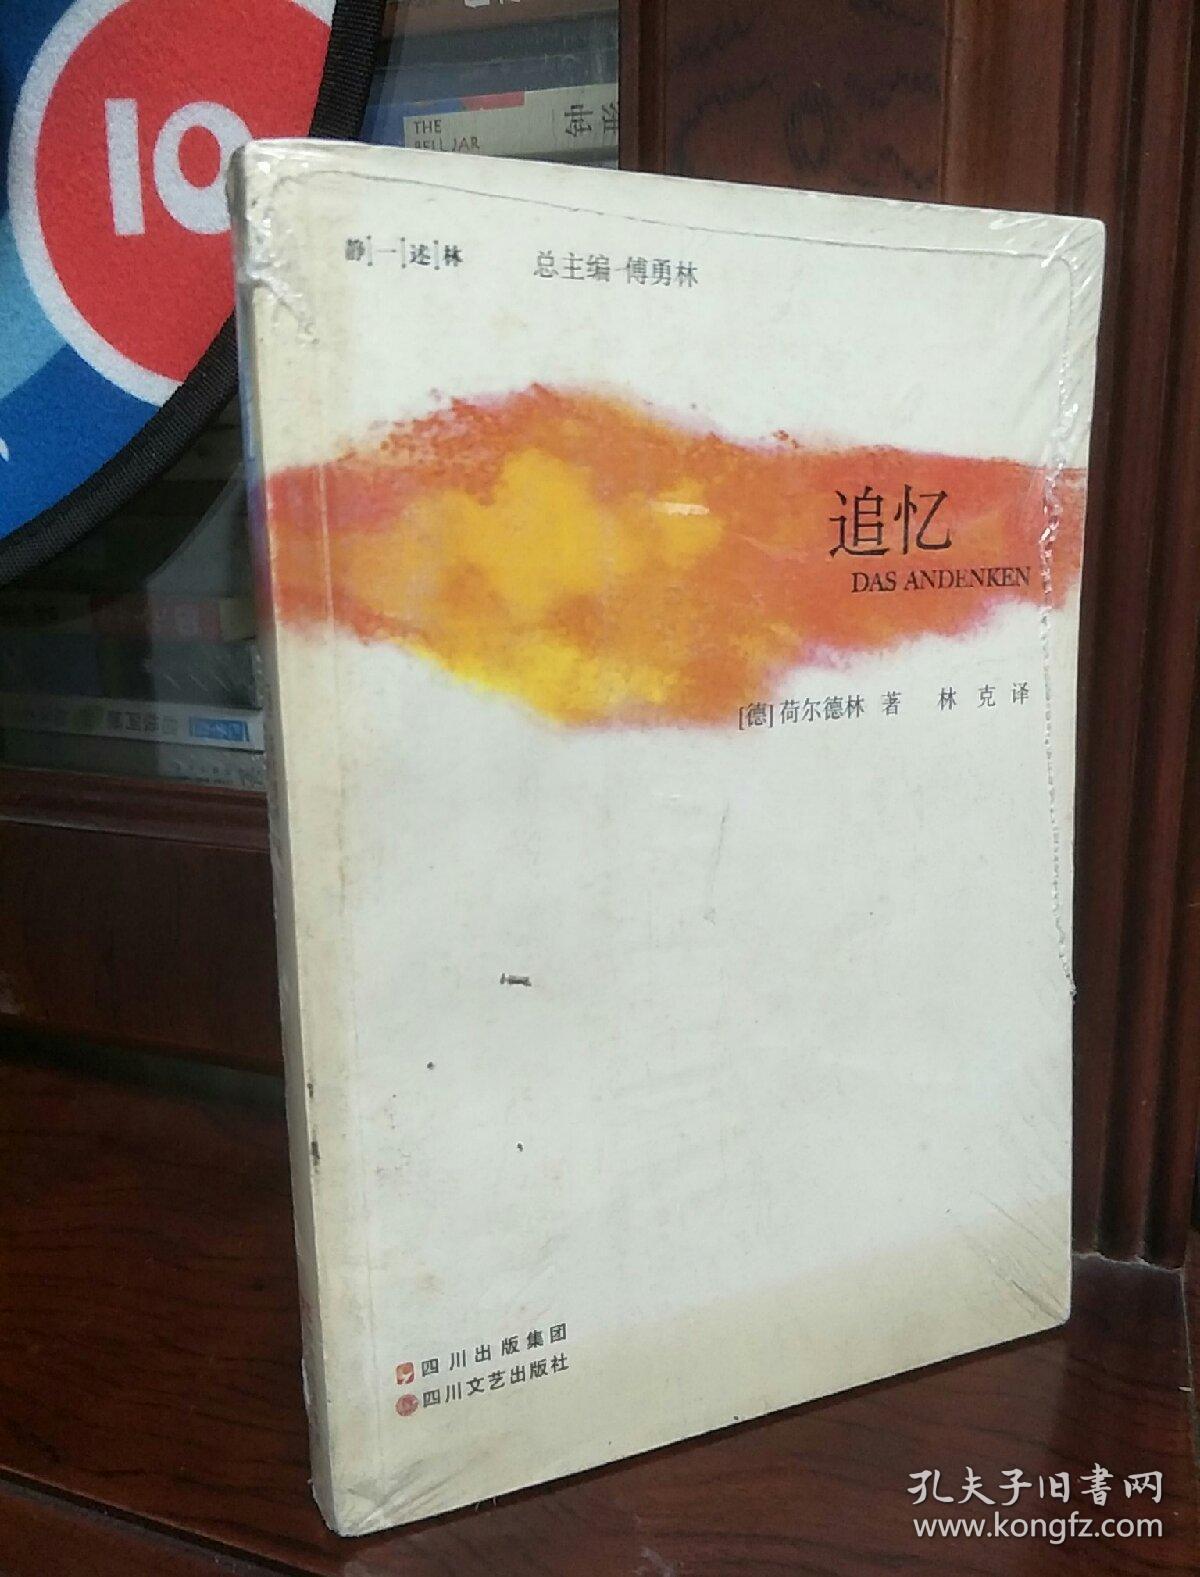 10
THE
BELL JAR
静一述林
总主编 傅勇林
追忆
DAS ANDENKEN
[德]荷尔德林 著 林 克 译
四川出版集团
四川文艺出版社
孔夫子旧書网
www.kongfz.com